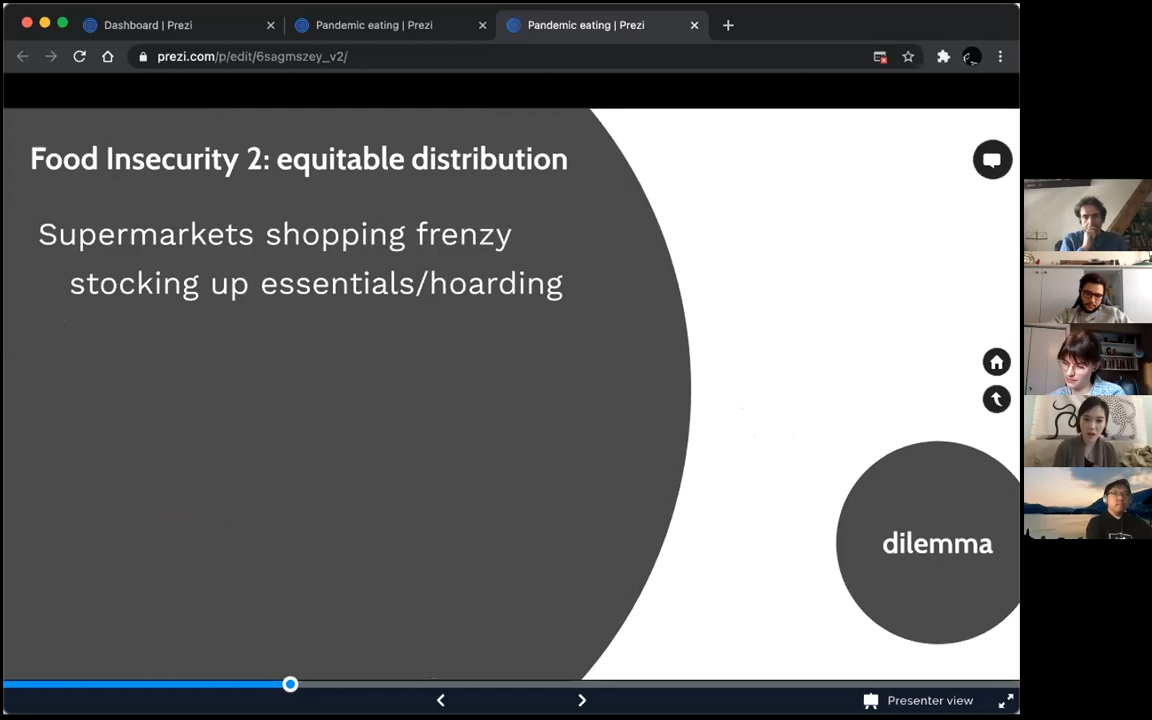 Dashboard | Prezi
Pandemic eating | Prezi
Pandemic eating | Prezi
prezi.com/p/edit/6sagmszey_v2/
Food Insecurity 2: equitable distribution
Supermarkets shopping frenzy
stocking up essentials/hoarding
dilemma
Presenter view